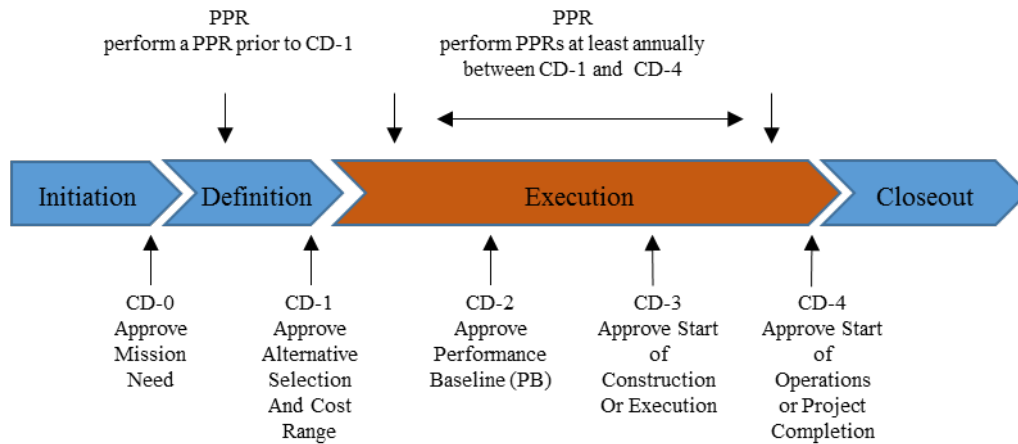 PPR
perform a PPR prior to CD-1
PPR
perform PPRs at least annually
between CD-1 and CD-4
Initiation
Definition
Execution
Closeout
CD-0
Approve
Mission
Need
CD-1
Approve
Alternative
Selection
And Cost
Range
CD-2
Approve
Performance
Baseline (PB)
CD-3
Approve Start
of
Construction
Or Execution
CD-4
Approve Start
of
Operations
or Project
Completion